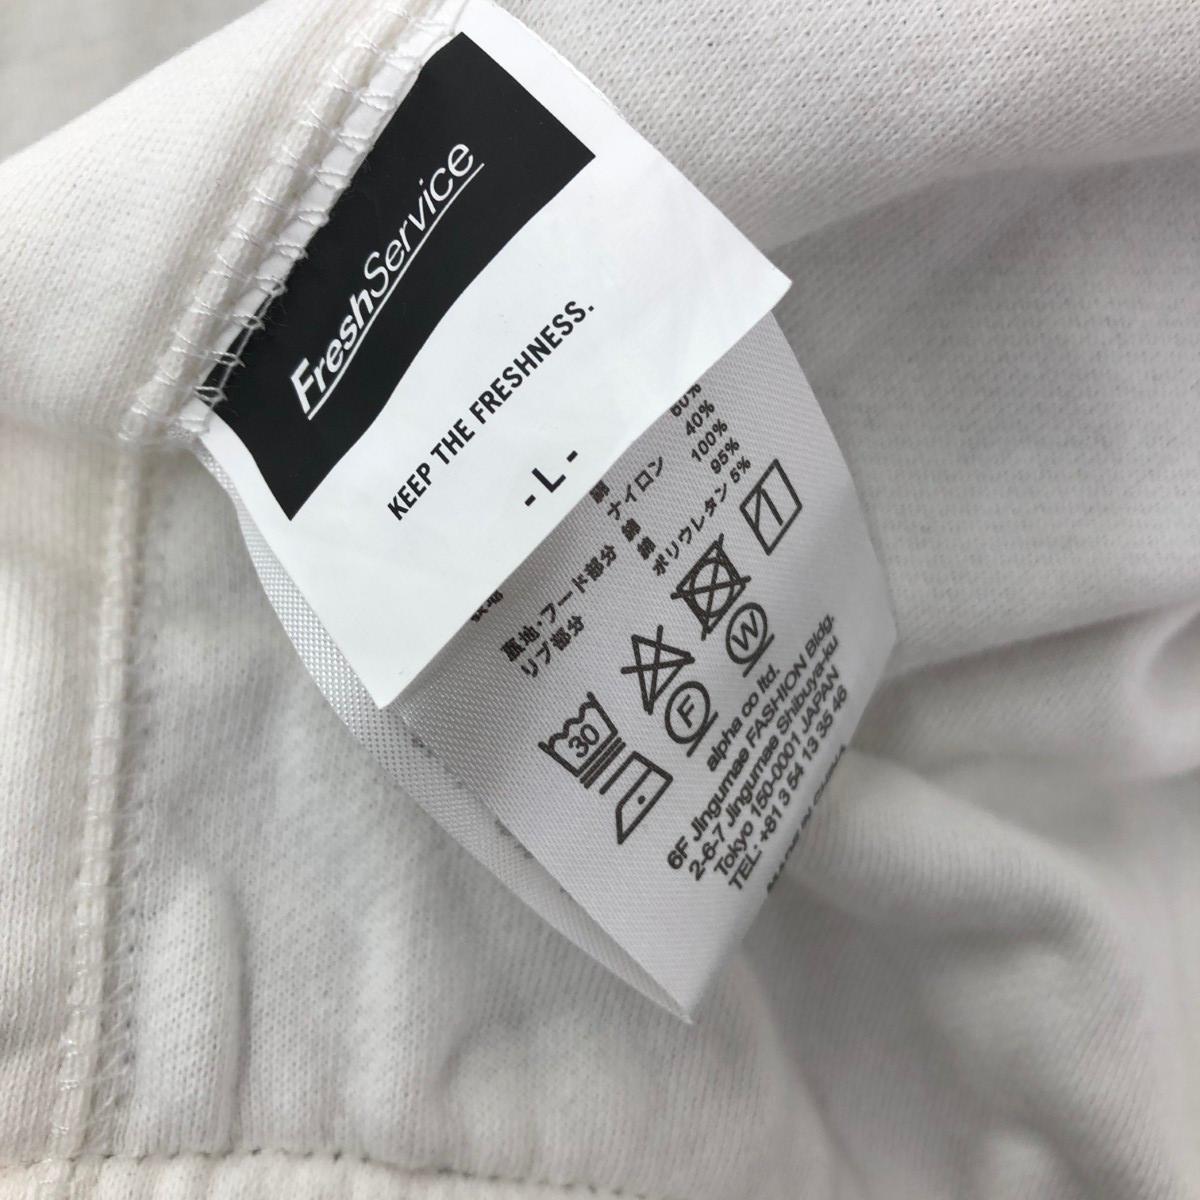 FreshService
KEEP THE FRESHNESS.
- L -
綿 60%
ナイロン 40%
裏地・フード部分 綿 100%
リブ部分 綿 95%
ポリウレタン 5%
30
F
W
alpha co ltd.
6F Jingumae FASHION Bldg.
2-6-7 Jingumae Shibuya-ku
Tokyo 150-0001 JAPAN
TEL: +81 3 54 13 35 46